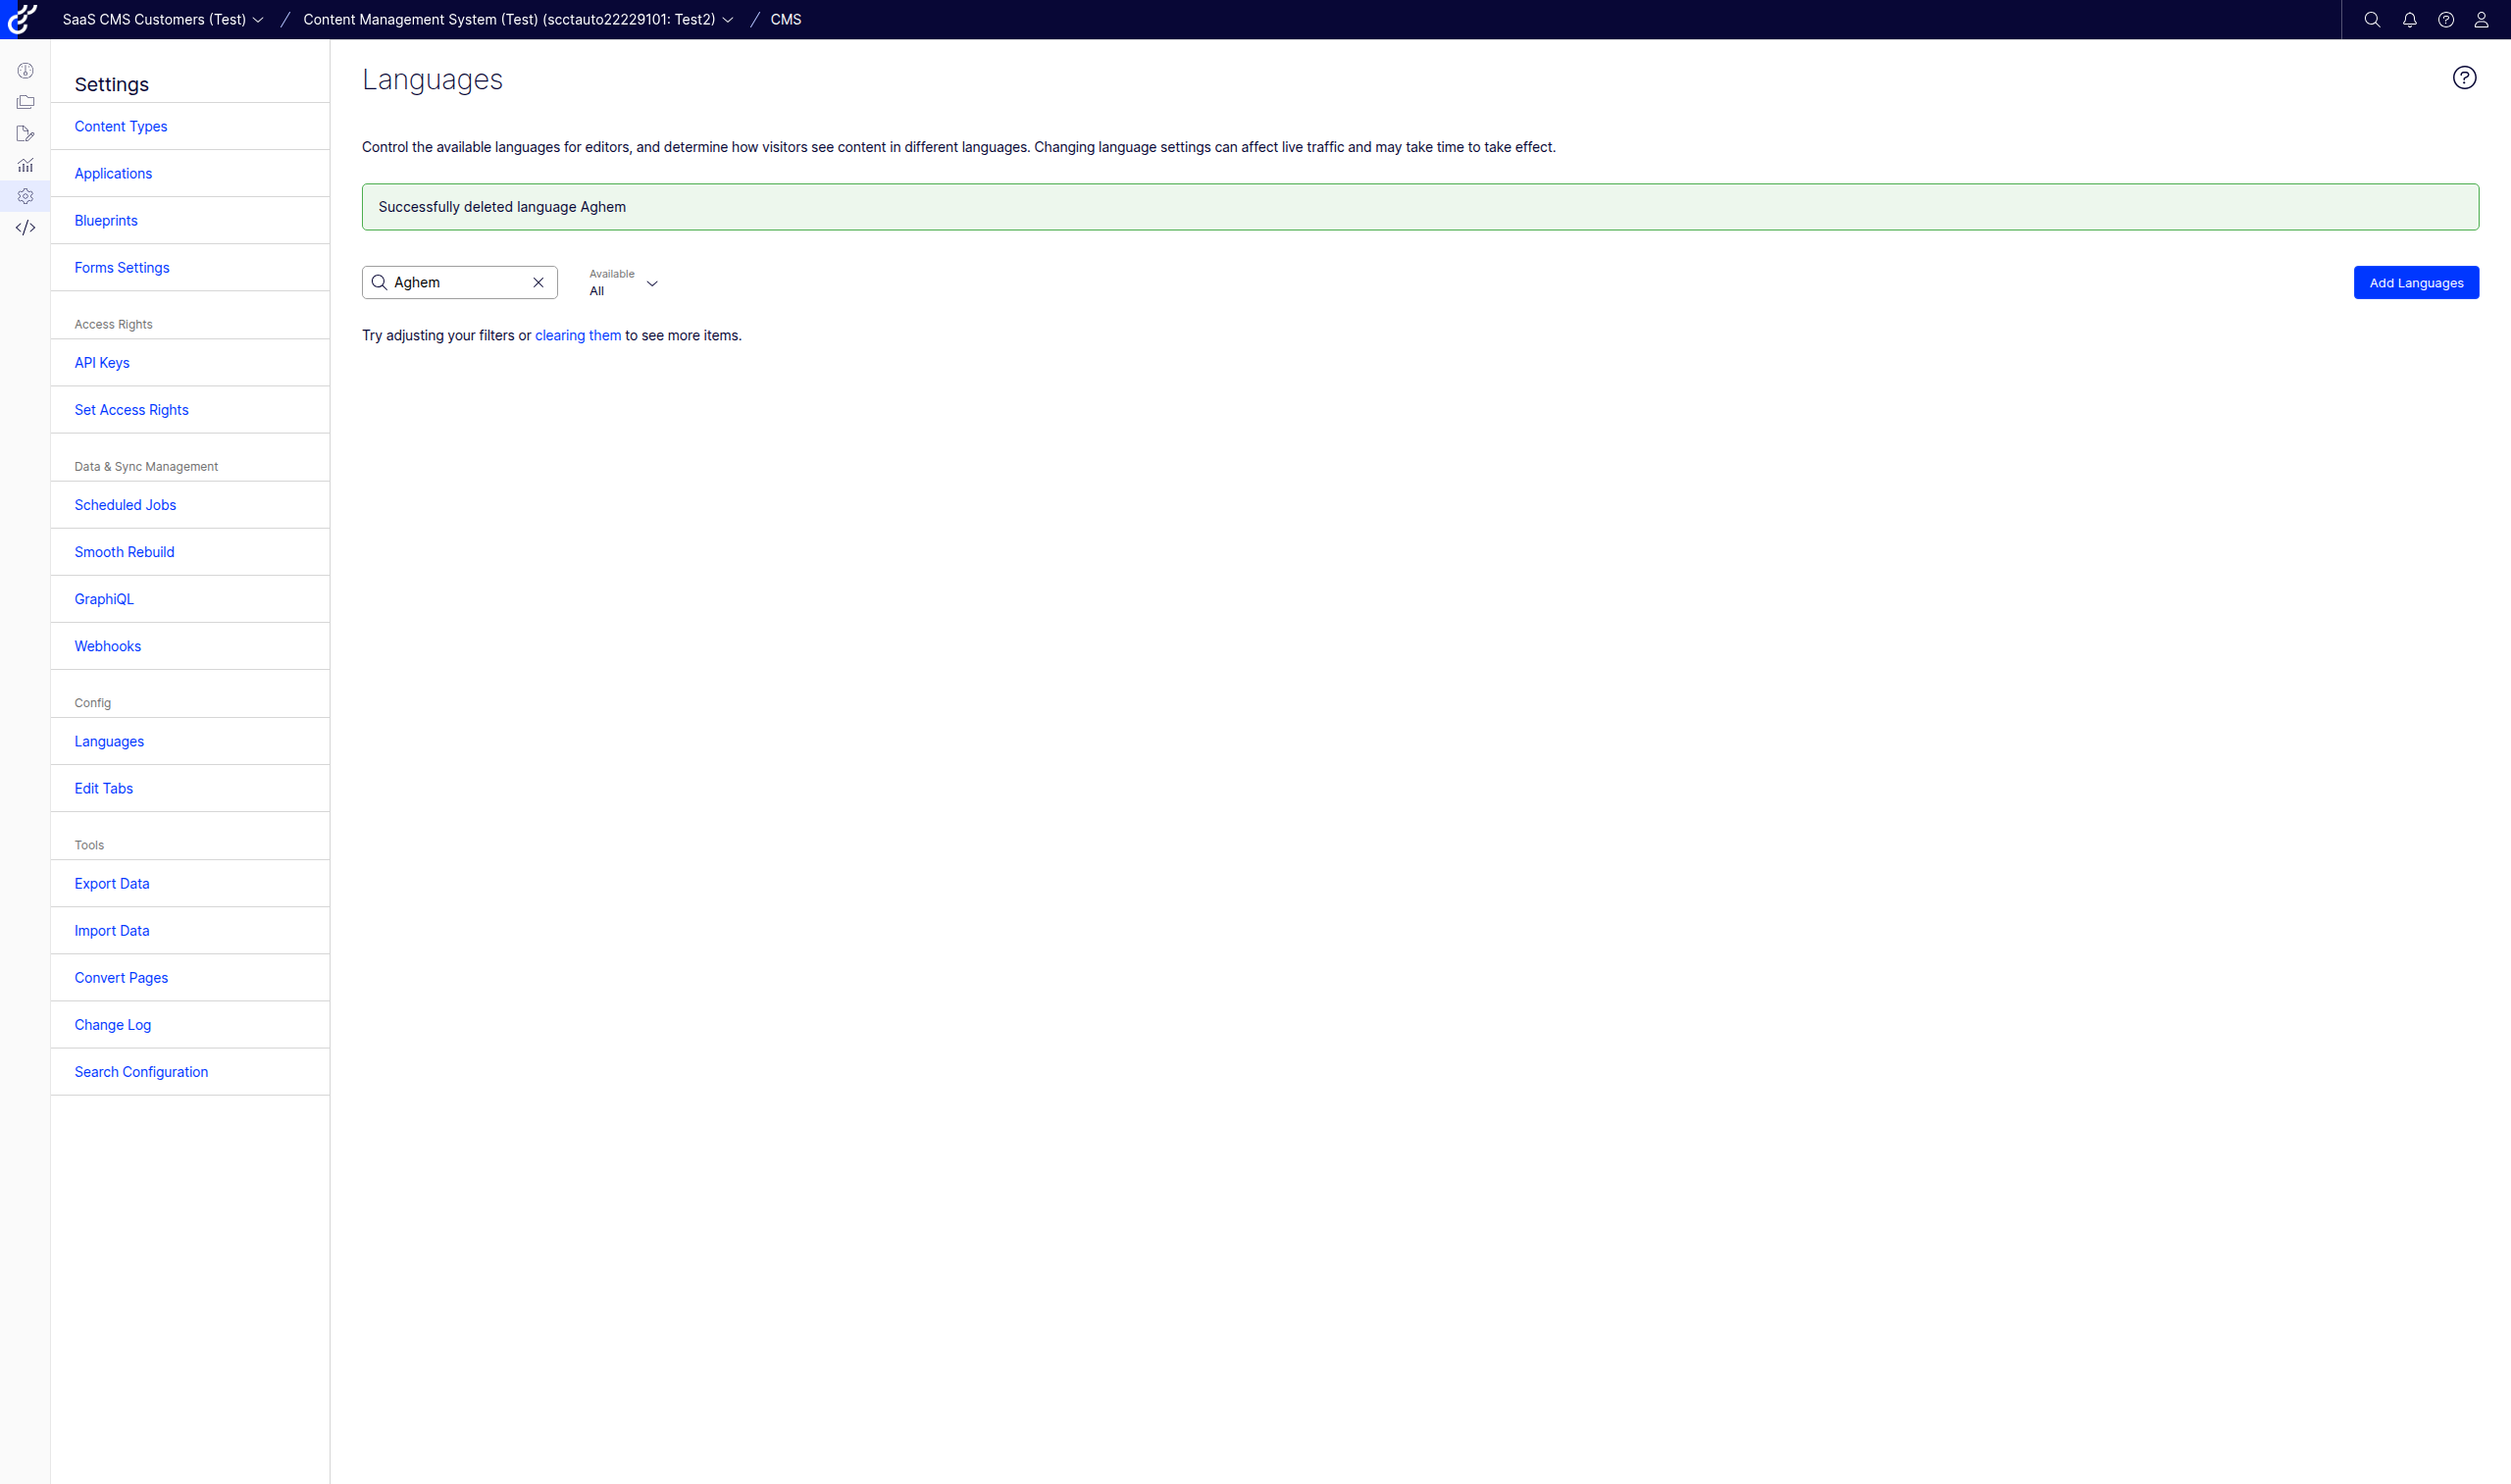 SaaS CMS Customers (Test) / Content Management System (Test) (scctauto22229101: Test2) / CMS
Settings
Content Types
Applications
Blueprints
Forms Settings
Access Rights
API Keys
Set Access Rights
Data & Sync Management
Scheduled Jobs
Smooth Rebuild
GraphiQL
Webhooks
Config
Languages
Edit Tabs
Tools
Export Data
Import Data
Convert Pages
Change Log
Search Configuration
Languages
Control the available languages for editors, and determine how visitors see content in different languages. Changing language settings can affect live traffic and may take time to take effect.
Successfully deleted language Aghem
Aghem
Available
All
Add Languages
Try adjusting your filters or clearing them to see more items.